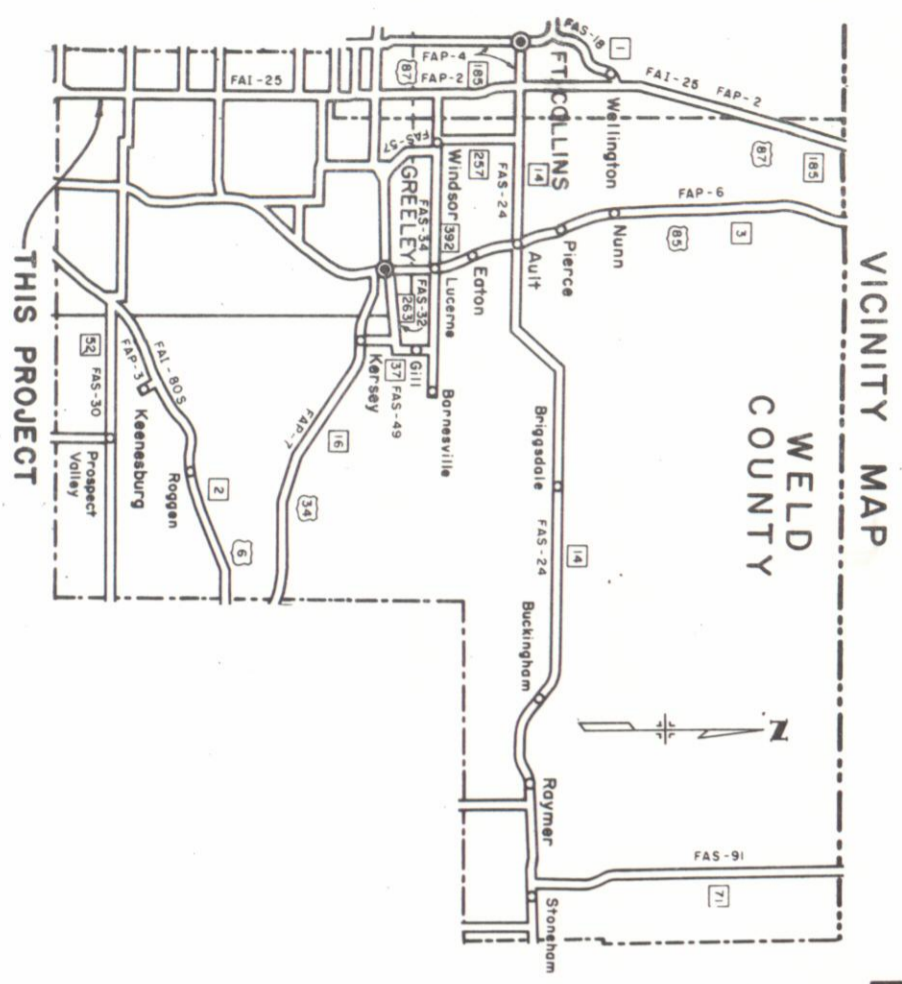 VICINITY MAP
WELD
COUNTY
N
FAS-18
1
FAI-25
FAP-2
87
185
FAP-4
87
FAP-2
185
FAI-25
FT. COLLINS
Wellington
FAP-6
3
85
Nunn
Pierce
Ault
Eaton
14
FAS-24
257
FAS-57
Windsor
392
Lucerne
GREELEY
FAS-34
FAS-32
263
Gill
Barnesville
37
FAS-49
Kersey
FAP-7
16
34
Briggsdale
FAS-24
14
Buckingham
Raymer
Stoneham
FAS-91
71
52
FAS-30
FAP-3
FAI-80S
Keenesburg
Roggen
2
6
Prospect
Valley
THIS PROJECT